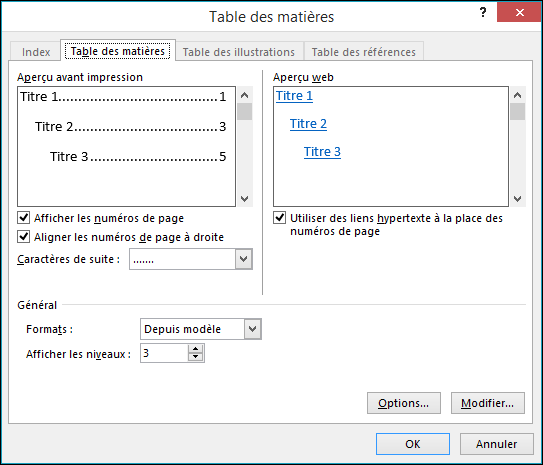 Table des matières
?
Index
Table des matières
Table des illustrations
Table des références
Aperçu avant impression
Titre 1........................................1
Titre 2...................................3
Titre 3..............................5
Afficher les numéros de page
Aligner les numéros de page à droite
Caractères de suite :
.......
Aperçu web
Titre 1
Titre 2
Titre 3
Utiliser des liens hypertexte à la place des
numéros de page
Général
Formats :
Depuis modèle
Afficher les niveaux :
3
Options...
Modifier...
OK
Annuler